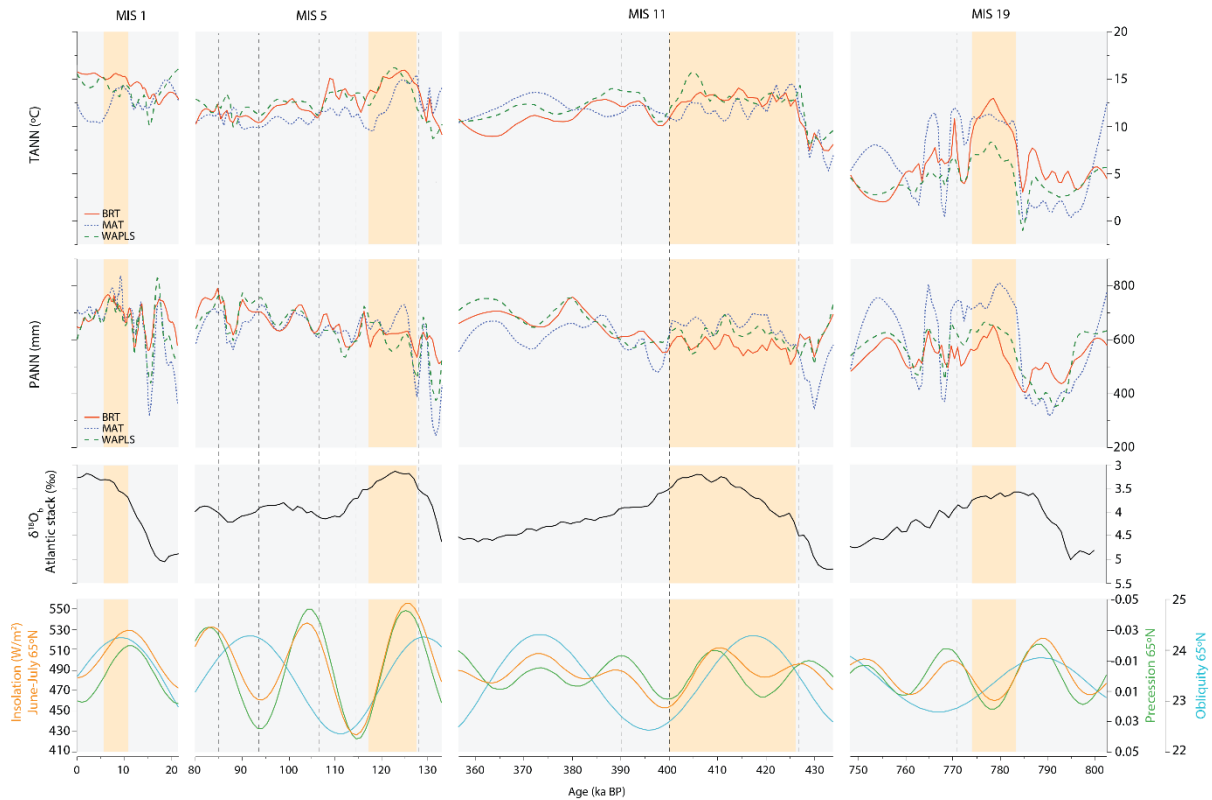 MIS 1 MIS 5 MIS 11 MIS 19
TANN (ºC)
20
15
10
5
0
BRT
MAT
WAPLS
PANN (mm)
800
600
400
200
BRT
MAT
WAPLS
δ¹⁸Oᵇ
Atlantic stack (‰)
3
3.5
4
4.5
5
5.5
Insolation (W/m²)
June-July 65ºN
550
530
510
490
470
450
430
410
-0.05
-0.03
-0.01
0.01
0.03
0.05
Precession 65ºN
25
24
23
22
Obliquity 65ºN
0 10 20 80 90 100 110 120 130 360 370 380 390 400 410 420 430 750 760 770 780 790 800
Age (ka BP)